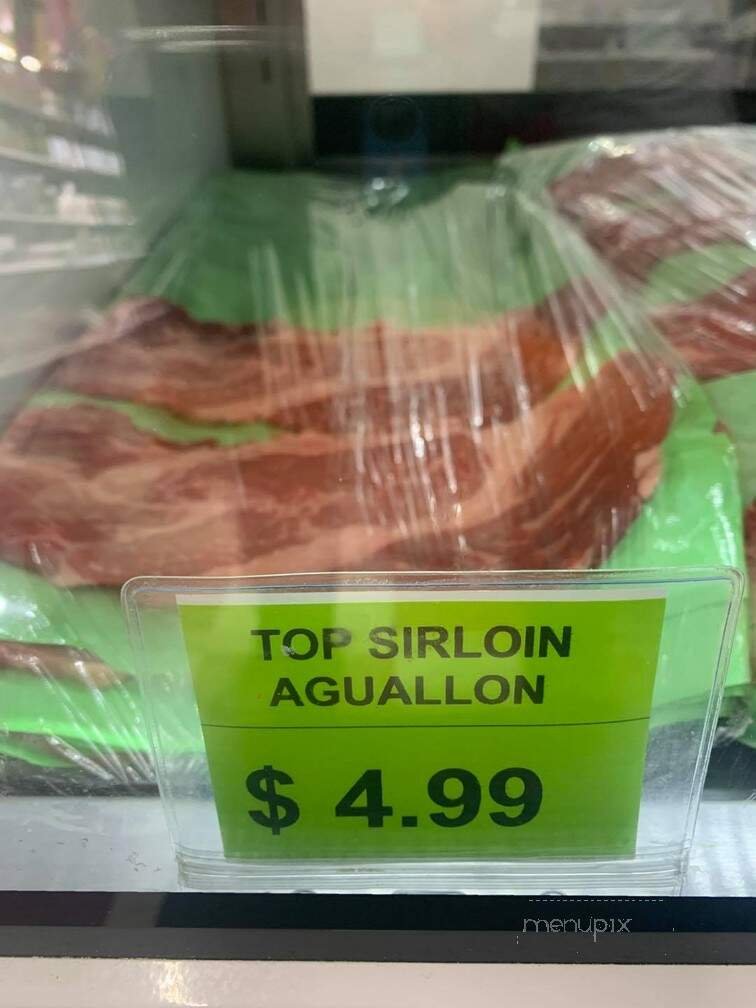 TOP SIRLOIN
AGUALLON
$ 4.99
menupix